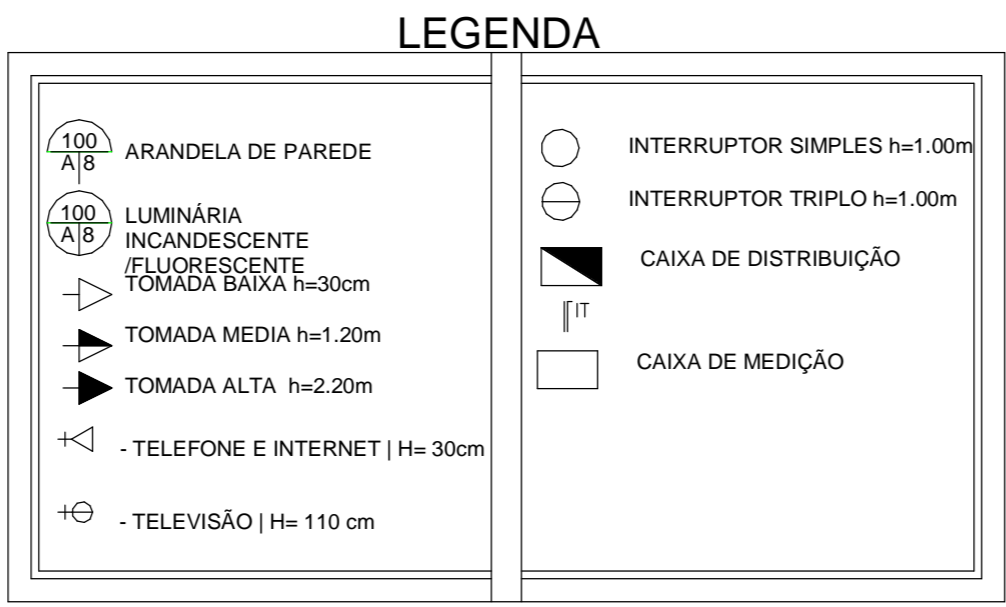 LEGENDA
100
A 8
ARANDELA DE PAREDE
100
A 8
LUMINÁRIA
INCANDESCENTE
/FLUORESCENTE
TOMADA BAIXA h=30cm
TOMADA MEDIA h=1.20m
TOMADA ALTA h=2.20m
- TELEFONE E INTERNET | H= 30cm
- TELEVISÃO | H= 110 cm
INTERRUPTOR SIMPLES h=1.00m
INTERRUPTOR TRIPLO h=1.00m
CAIXA DE DISTRIBUIÇÃO
IT
CAIXA DE MEDIÇÃO